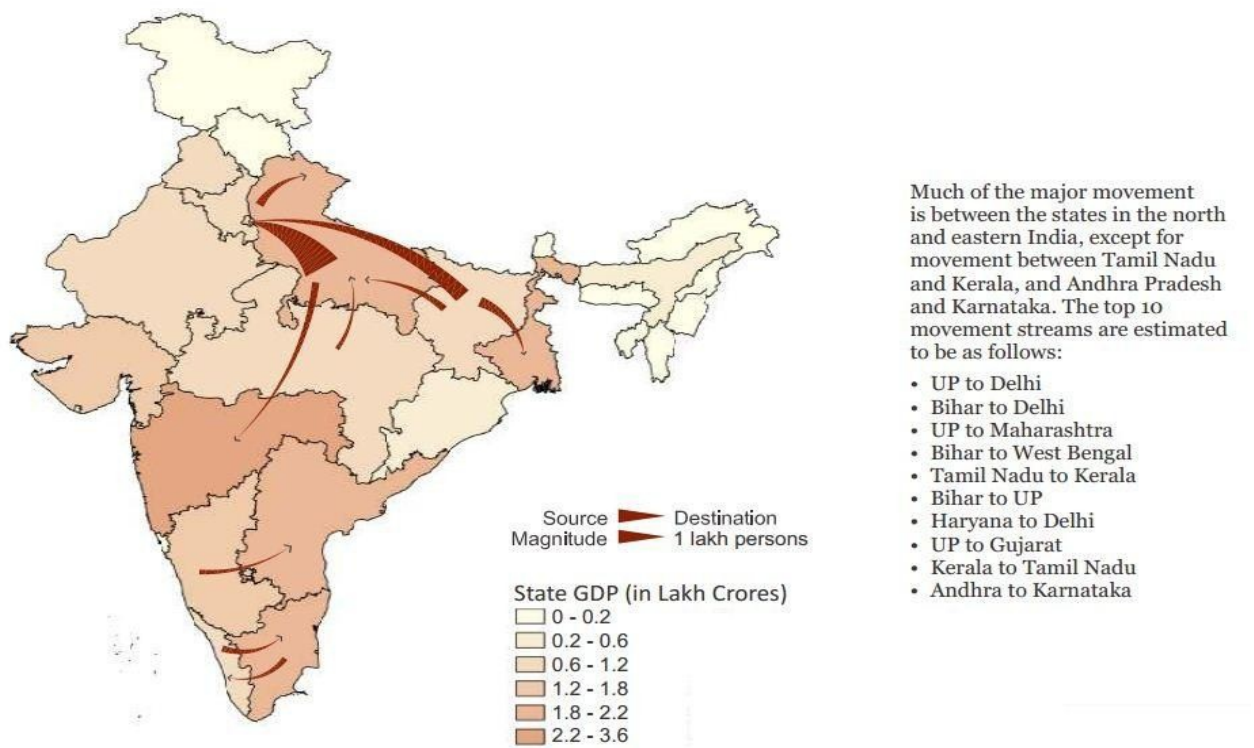 Much of the major movement
is between the states in the north
and eastern India, except for
movement between Tamil Nadu
and Kerala, and Andhra Pradesh
and Karnataka. The top 10
movement streams are estimated
to be as follows:
• UP to Delhi
• Bihar to Delhi
• UP to Maharashtra
• Bihar to West Bengal
• Tamil Nadu to Kerala
• Bihar to UP
• Haryana to Delhi
• UP to Gujarat
• Kerala to Tamil Nadu
• Andhra to Karnataka
Source Destination
Magnitude 1 lakh persons
State GDP (in Lakh Crores)
0 - 0.2
0.2 - 0.6
0.6 - 1.2
1.2 - 1.8
1.8 - 2.2
2.2 - 3.6